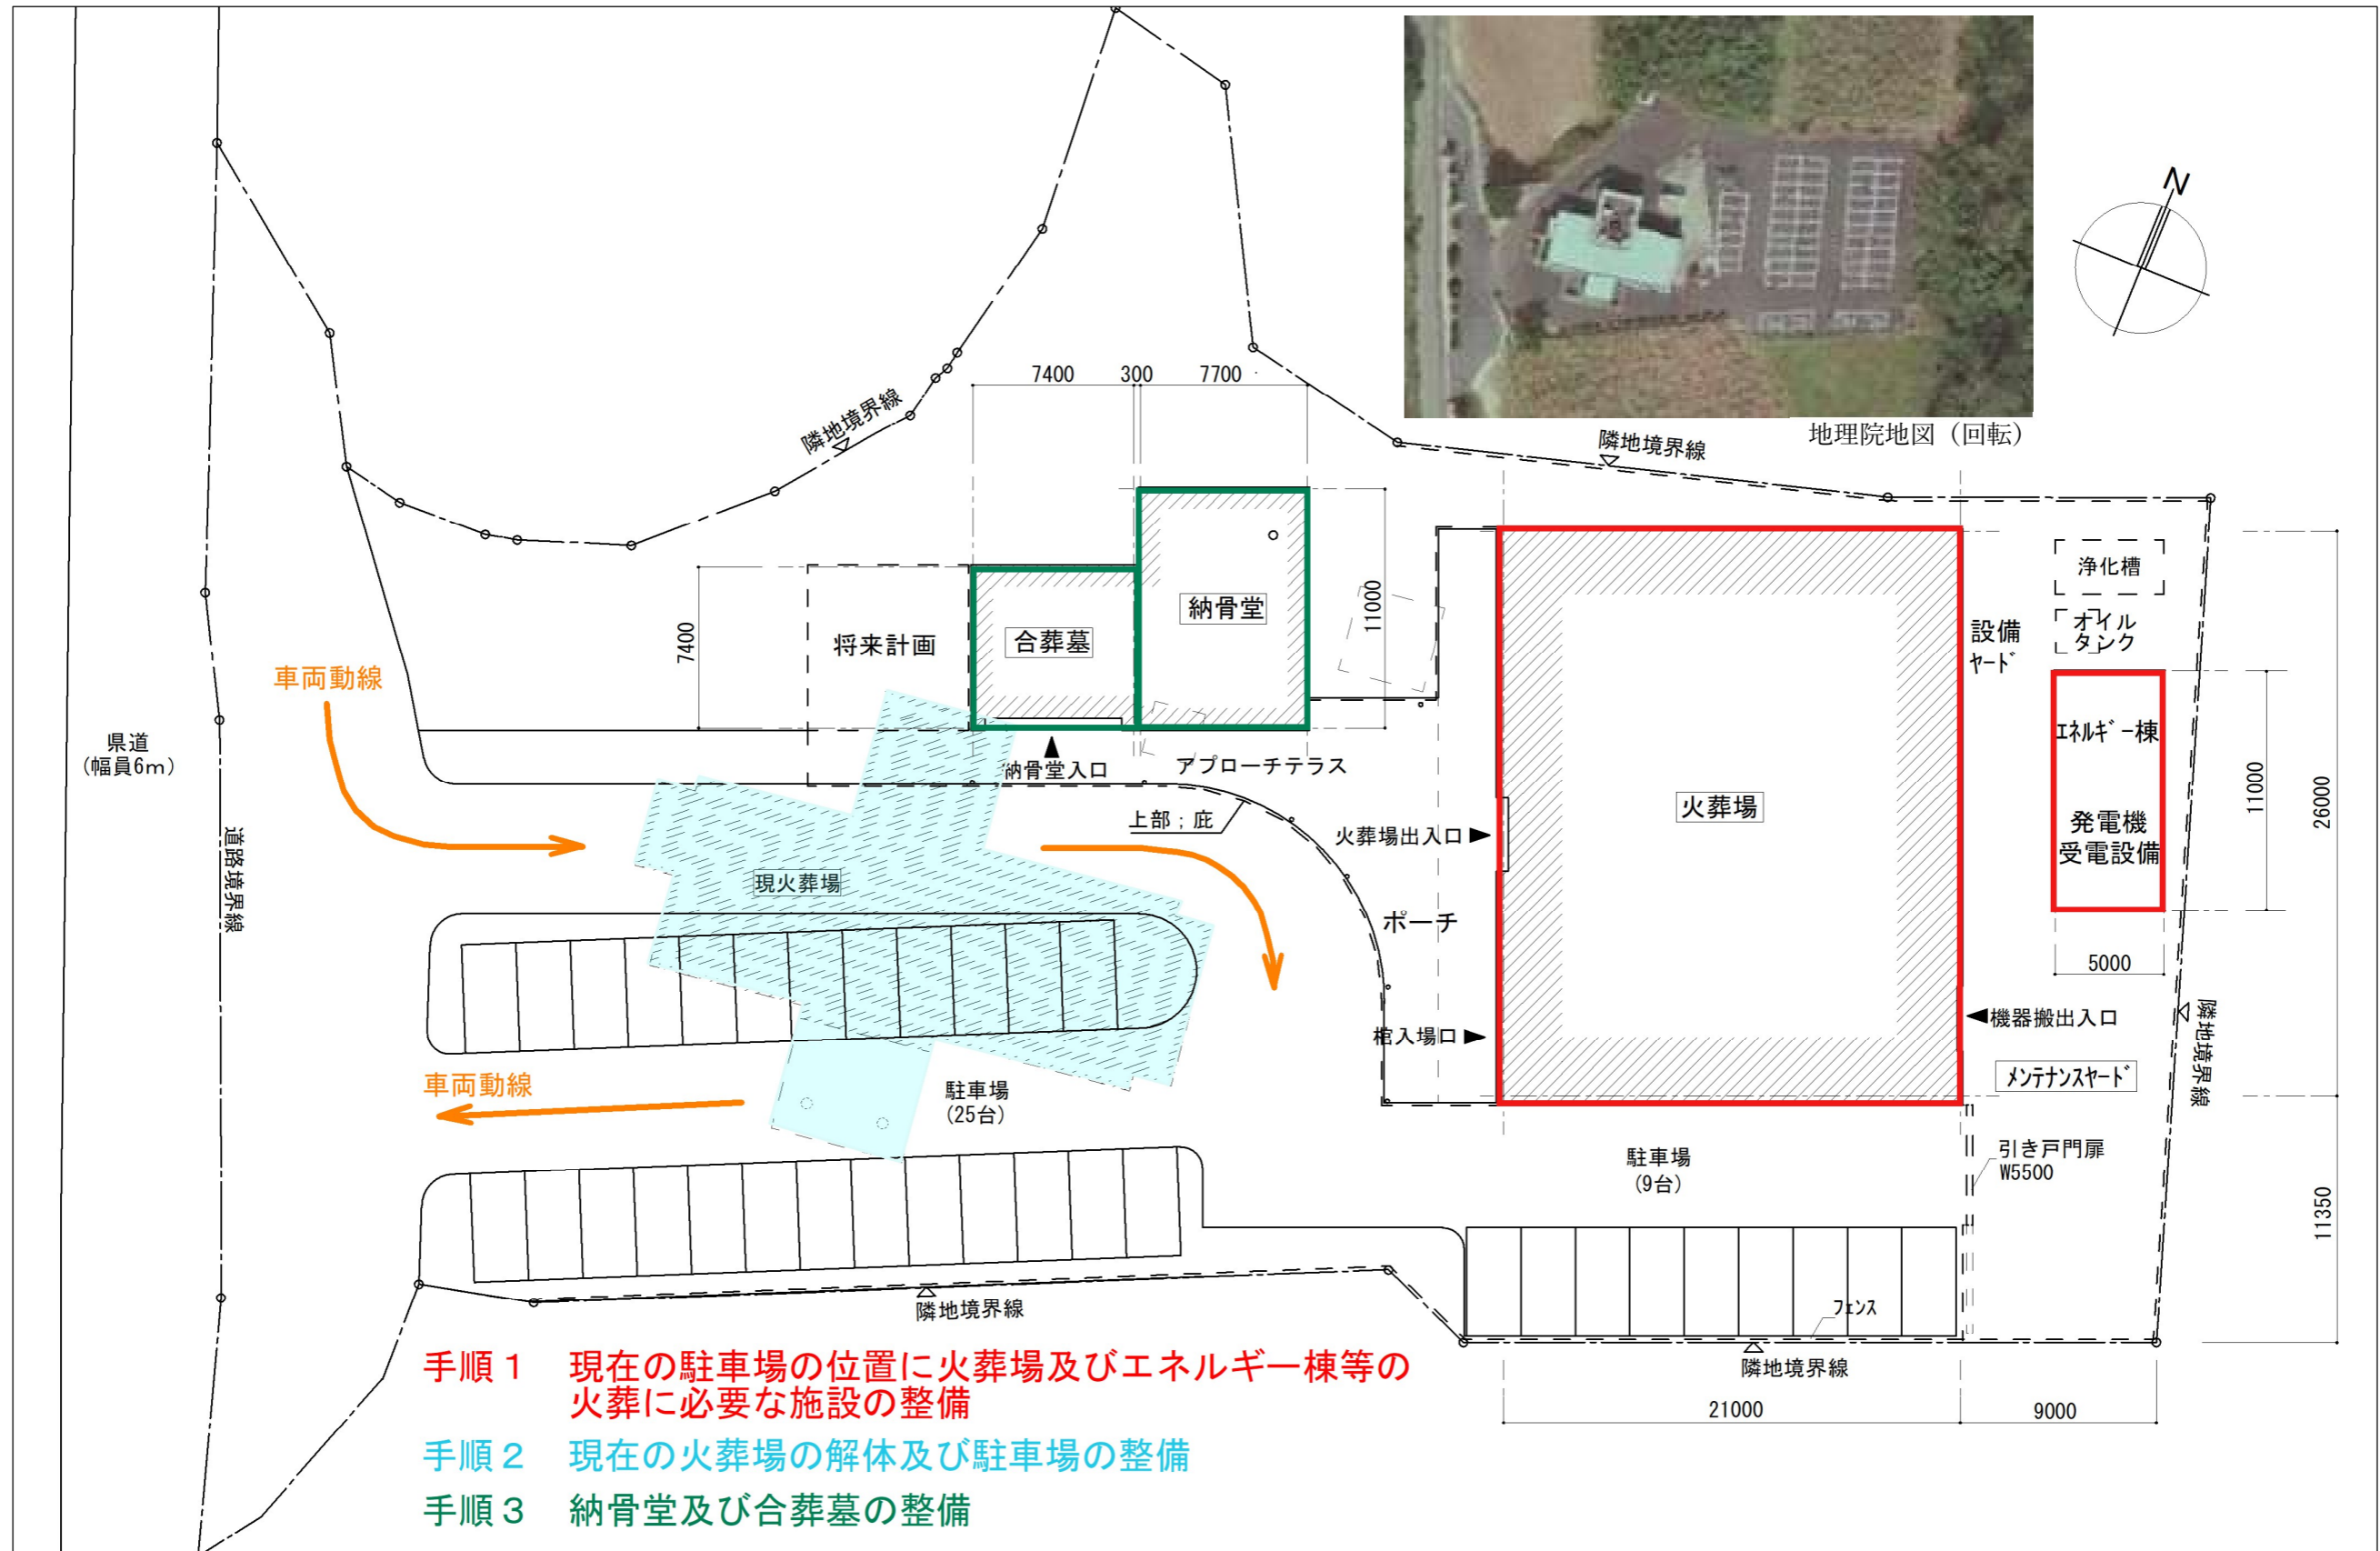 N
地理院地図（回転）
7400
300
7700
隣地境界線
隣地境界線
浄化槽
オイル
タンク
設備
ヤード
納骨堂
11000
合葬墓
将来計画
7400
車両動線
エネルギー棟
発電機
受電設備
11000
26000
県道
（幅員6m）
納骨堂入口
アプローチテラス
火葬場
上部；庇
火葬場出入口
道路境界線
現火葬場
ポーチ
5000
棺入場口
機器搬出入口
隣地境界線
メンテナンスヤード
車両動線
駐車場
（25台）
駐車場
（9台）
引き戸門扉
W5500
11350
隣地境界線
フェンス
隣地境界線
21000
9000
手順１　現在の駐車場の位置に火葬場及びエネルギー棟等の
火葬に必要な施設の整備
手順２　現在の火葬場の解体及び駐車場の整備
手順３　納骨堂及び合葬墓の整備